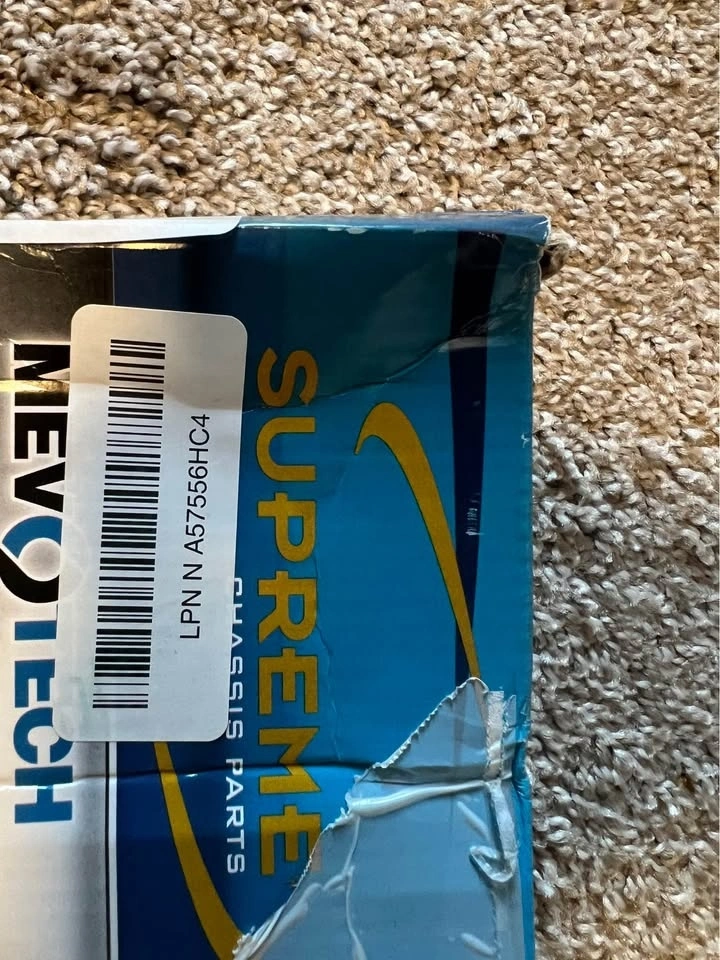 MEVOTECH
LPN N A57556HC4
SUPREME
CHASSIS PARTS